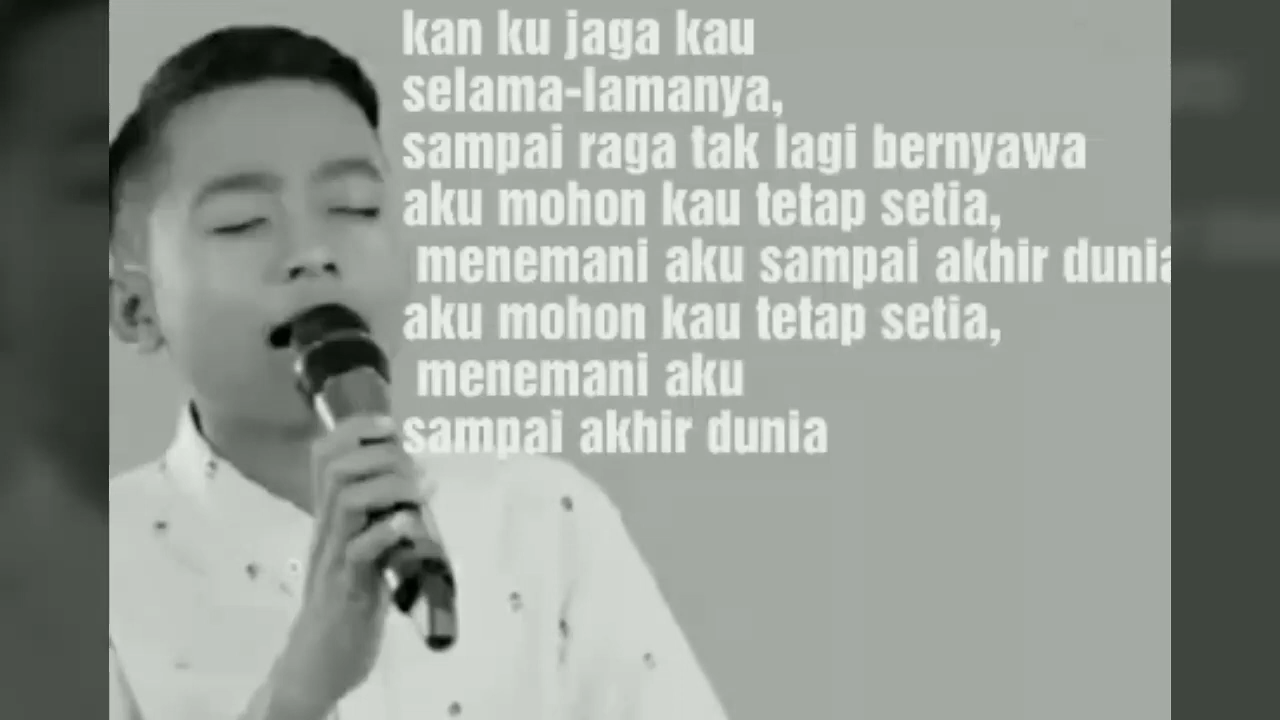 kan ku jaga kau
selama-lamanya,
sampai raga tak lagi bernyawa
aku mohon kau tetap setia,
menemani aku sampai akhir dunia
aku mohon kau tetap setia,
menemani aku
sampai akhir dunia